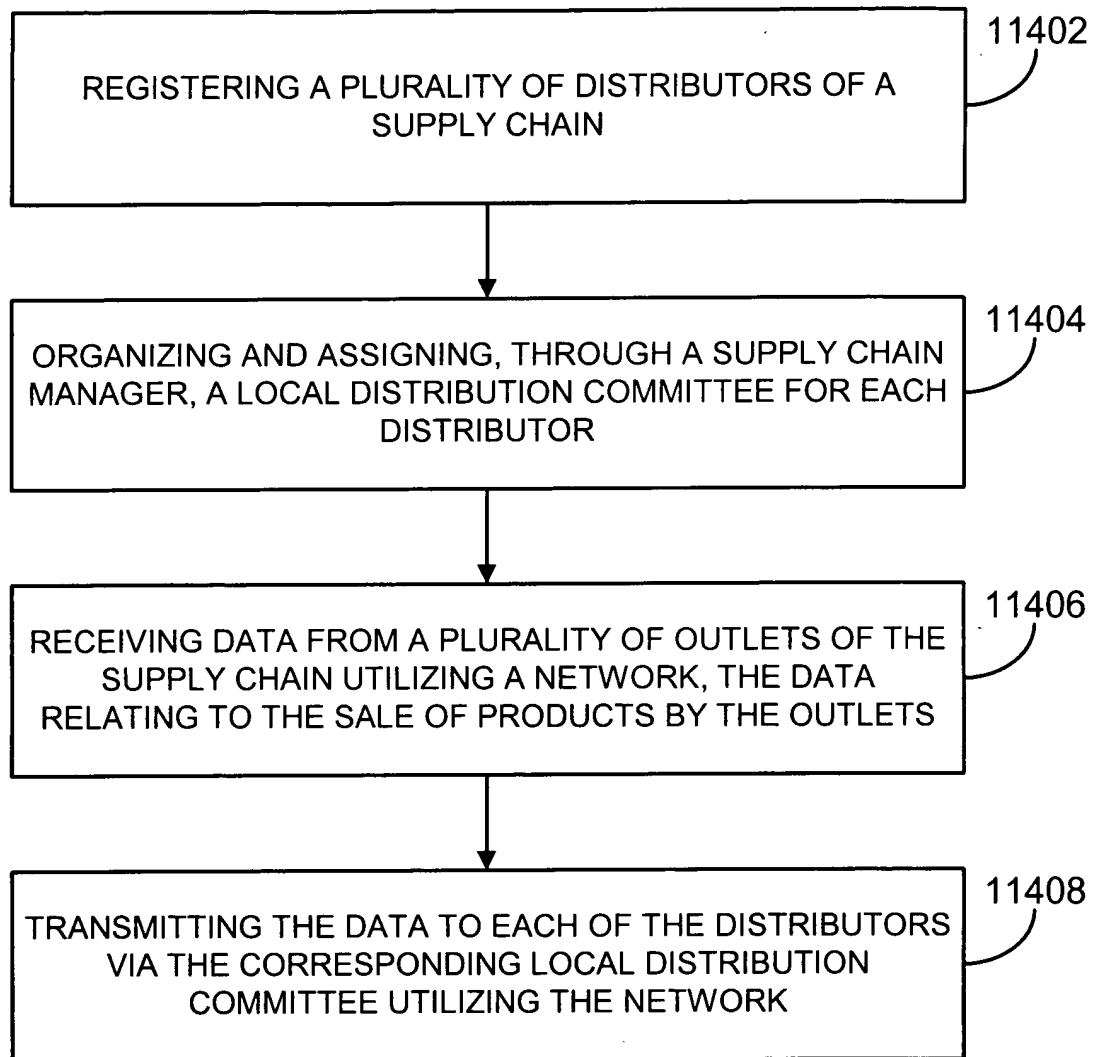 11402
REGISTERING A PLURALITY OF DISTRIBUTORS OF A
SUPPLY CHAIN
11404
ORGANIZING AND ASSIGNING, THROUGH A SUPPLY CHAIN
MANAGER, A LOCAL DISTRIBUTION COMMITTEE FOR EACH
DISTRIBUTOR
11406
RECEIVING DATA FROM A PLURALITY OF OUTLETS OF THE
SUPPLY CHAIN UTILIZING A NETWORK, THE DATA
RELATING TO THE SALE OF PRODUCTS BY THE OUTLETS
11408
TRANSMITTING THE DATA TO EACH OF THE DISTRIBUTORS
VIA THE CORRESPONDING LOCAL DISTRIBUTION
COMMITTEE UTILIZING THE NETWORK